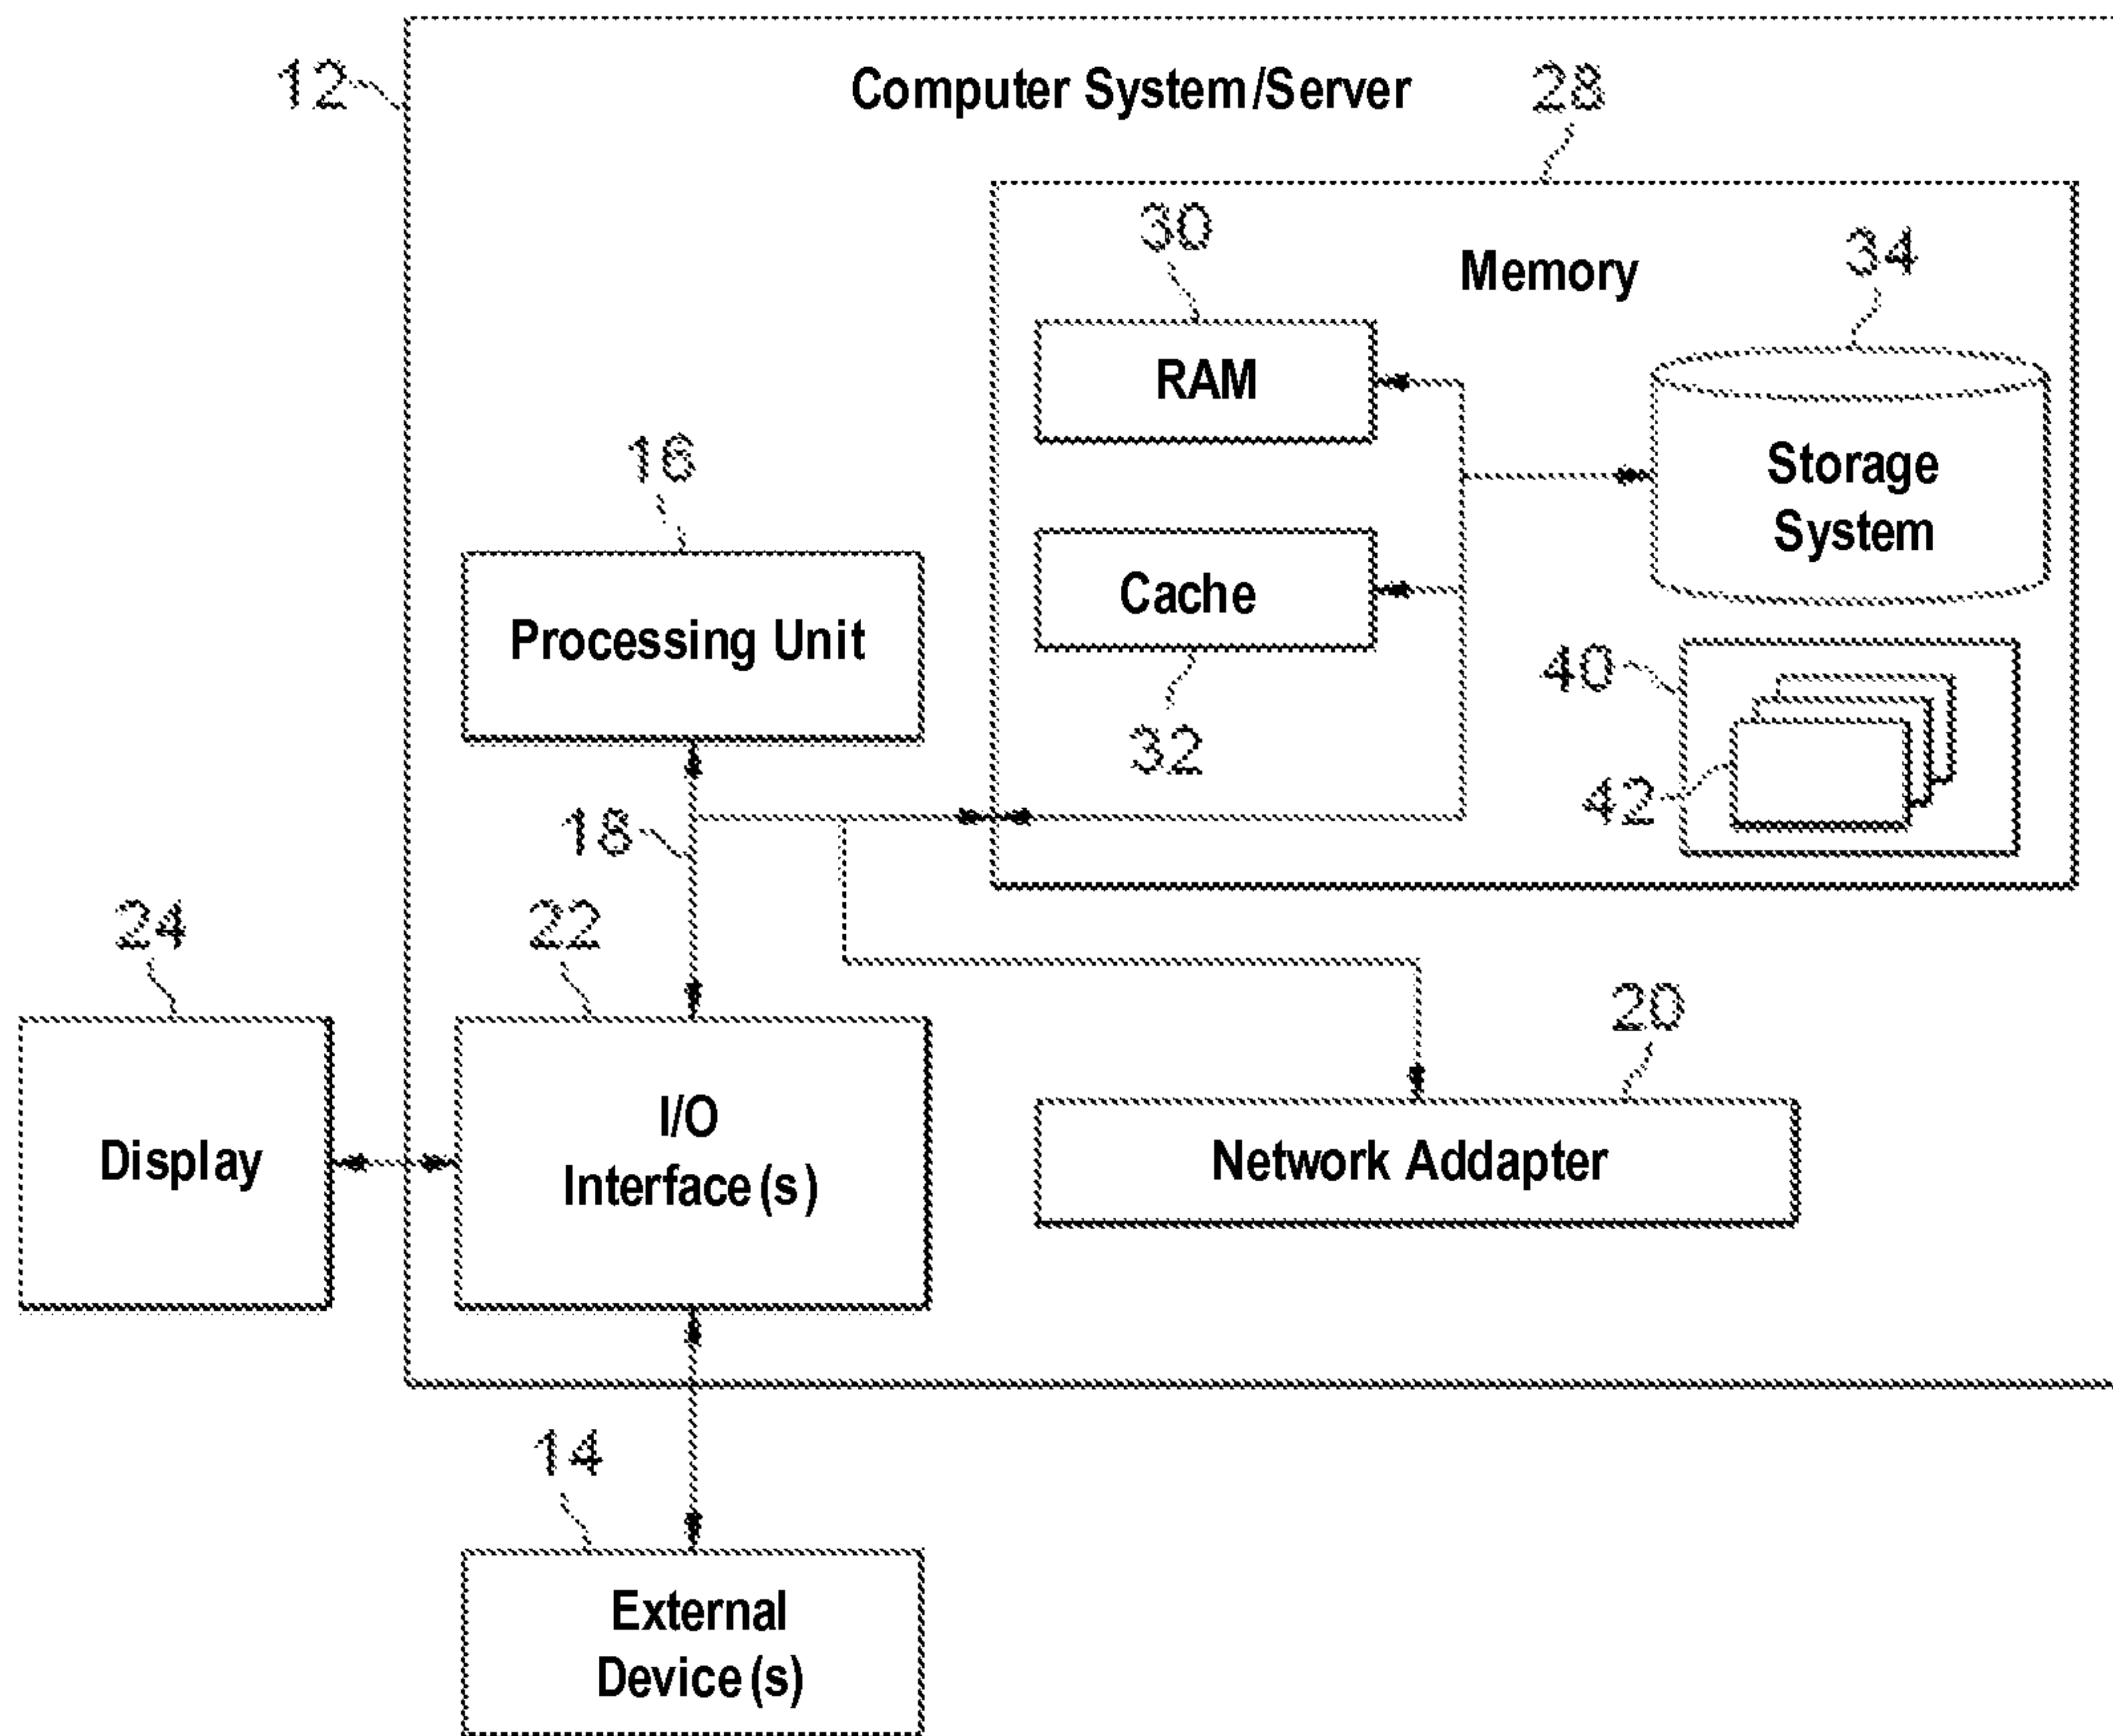 12
Computer System/Server
28
30
Memory
34
RAM
Storage
System
16
Cache
Processing Unit
40
32
42
18
24
22
20
I/O
Interface(s)
Display
Network Addapter
14
External
Device(s)